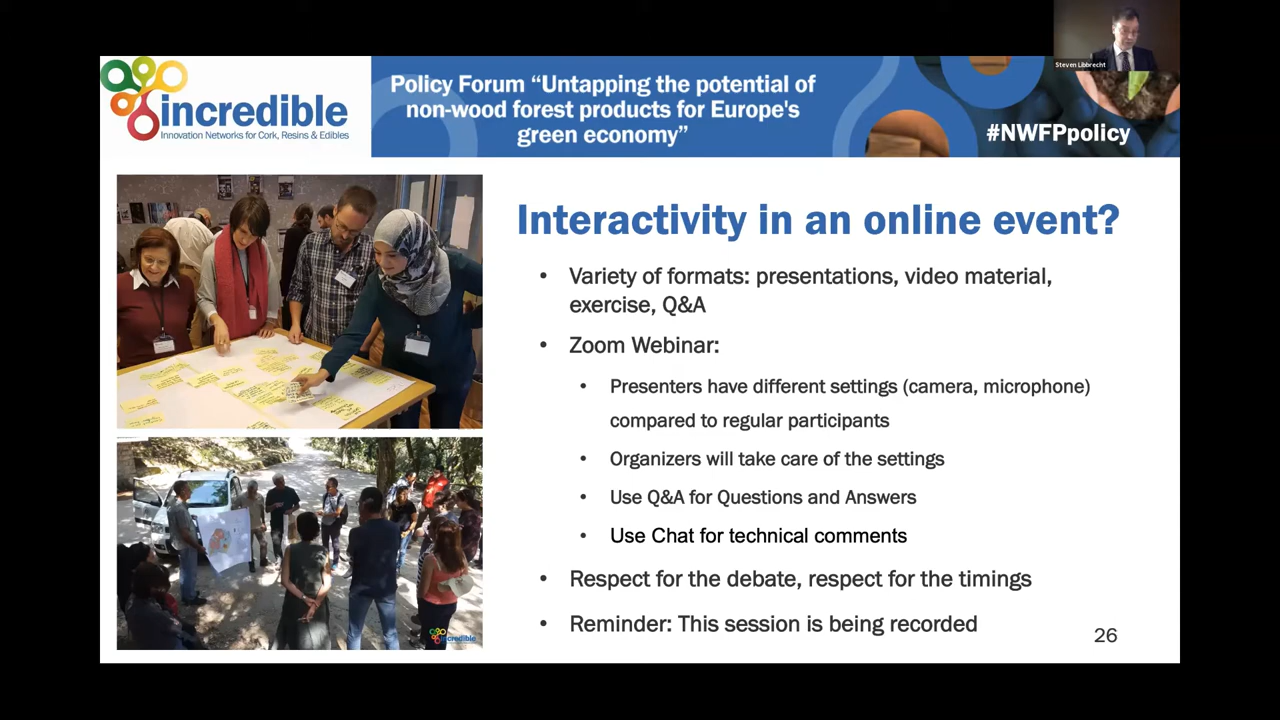 Steven Libbrecht
incredible
Innovation Networks for Cork, Resins & Edibles
Policy Forum “Untapping the potential of
non-wood forest products for Europe's
green economy”
#NWFPpolicy
Interactivity in an online event?
• Variety of formats: presentations, video material,
exercise, Q&A
• Zoom Webinar:
• Presenters have different settings (camera, microphone)
compared to regular participants
• Organizers will take care of the settings
• Use Q&A for Questions and Answers
• Use Chat for technical comments
• Respect for the debate, respect for the timings
• Reminder: This session is being recorded
incredible
26